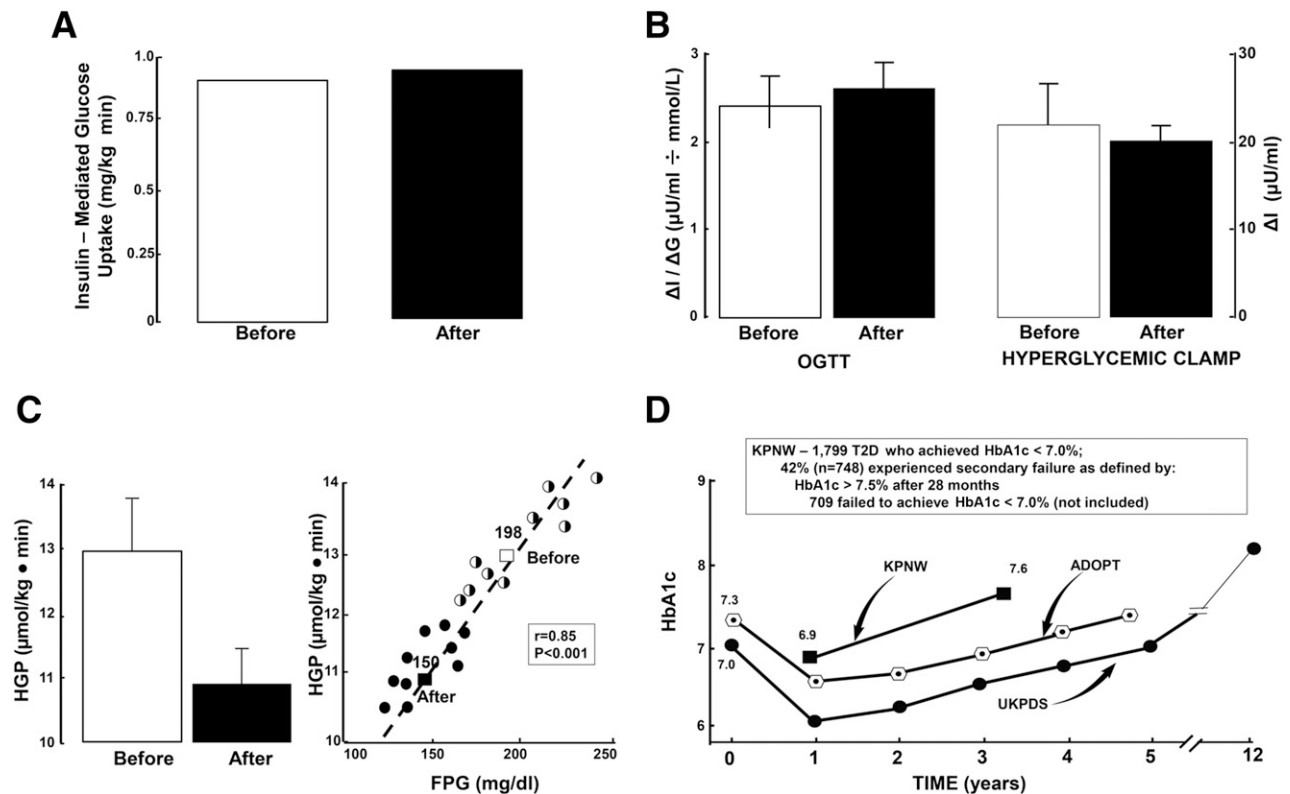 A
Insulin – Mediated Glucose
Uptake (mg/kg min)
1.0
0.75
0.5
0.25
0
Before
After
B
ΔI / ΔG (µU/ml ÷ mmol/L)
3
2
1
0
30
20
10
0
ΔI (µU/ml)
Before
After
Before
After
OGTT
HYPERGLYCEMIC CLAMP
C
HGP (µmol/kg ● min)
14
13
12
11
10
Before
After
HGP (µmol/kg ● min)
14
13
12
11
10
198
Before
150
After
r=0.85
P<0.001
100
150
200
250
FPG (mg/dl)
D
KPNW – 1,799 T2D who achieved HbA1c < 7.0%;
42% (n=748) experienced secondary failure as defined by:
HbA1c > 7.5% after 28 months
709 failed to achieve HbA1c < 7.0% (not included)
HbA1c
9
8
7
6
7.3
7.0
6.9
KPNW
7.6
ADOPT
UKPDS
0
1
2
3
4
5
12
TIME (years)